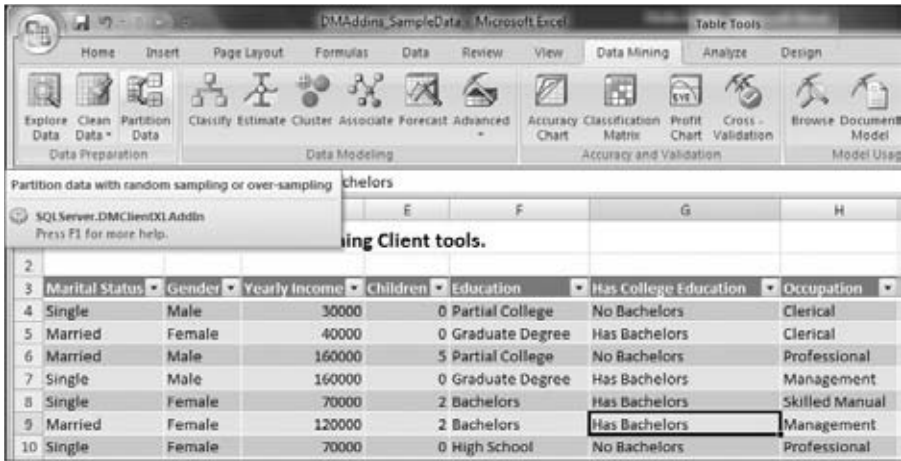 DMAddins_SampleData - Microsoft Excel Table Tools
Home Insert Page Layout Formulas Data Review View Data Mining Analyze Design
Explore Data Clean Data Partition Data Classify Estimate Cluster Associate Forecast Advanced Accuracy Chart Classification Matrix Profit Chart Cross-Validation Browse Document Model
Data Preparation Data Modeling Accuracy and Validation Model Usag
Partition data with random sampling or over-sampling chelors
SQLServer.DMClientXLAddIn
Press F1 for more help.
E F G H
ing Client tools.
2
3 Marital Status Gender Yearly Income Children Education Has College Education Occupation
4 Single Male 30000 0 Partial College No Bachelors Clerical
5 Married Female 40000 0 Graduate Degree Has Bachelors Clerical
6 Married Male 160000 5 Partial College No Bachelors Professional
7 Single Male 160000 0 Graduate Degree Has Bachelors Management
8 Single Female 70000 2 Bachelors Has Bachelors Skilled Manual
9 Married Female 120000 2 Bachelors Has Bachelors Management
10 Single Female 70000 0 High School No Bachelors Professional